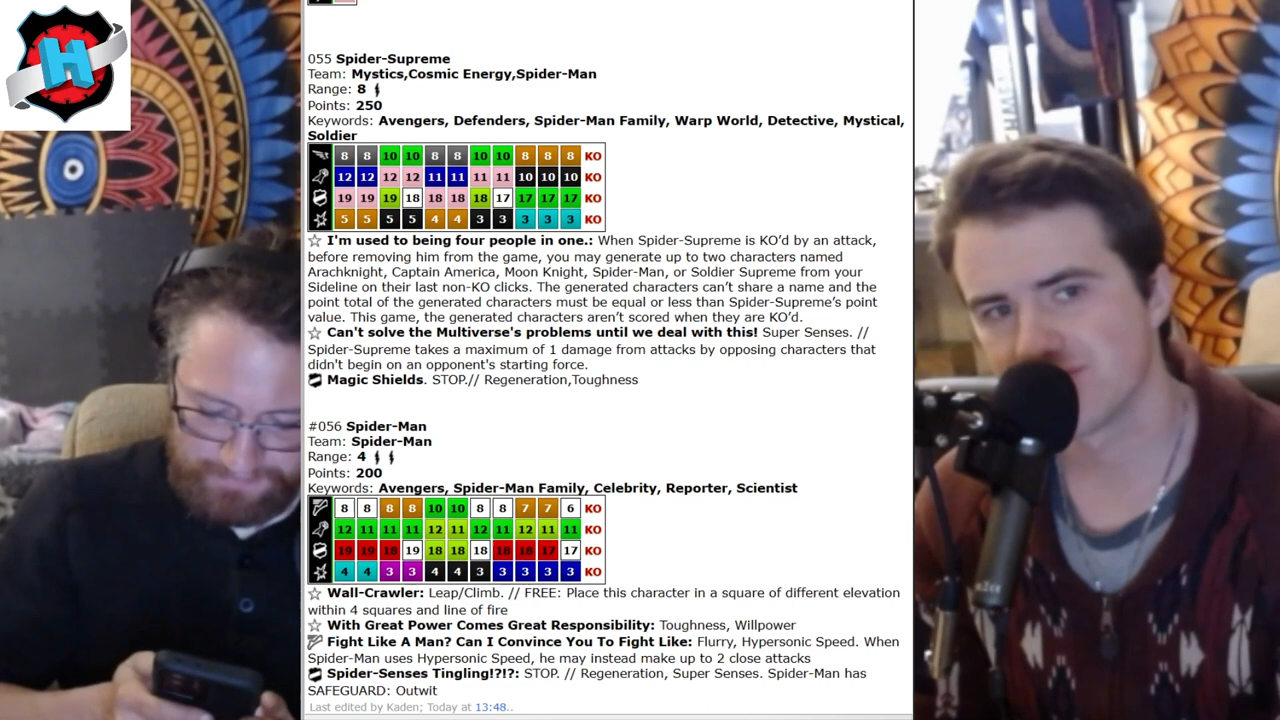 H
055 Spider-Supreme
Team: Mystics,Cosmic Energy,Spider-Man
Range: 8
Points: 250
Keywords: Avengers, Defenders, Spider-Man Family, Warp World, Detective, Mystical,
Soldier
8 8 10 10 8 8 10 10 8 8 8 KO
12 12 12 12 11 11 11 11 10 10 10 KO
19 19 19 18 18 18 18 17 17 17 17 KO
5 5 5 5 4 4 3 3 3 3 3 KO
I'm used to being four people in one.: When Spider-Supreme is KO'd by an attack,
before removing him from the game, you may generate up to two characters named
Arachknight, Captain America, Moon Knight, Spider-Man, or Soldier Supreme from your
Sideline on their last non-KO clicks. The generated characters can't share a name and the
point total of the generated characters must be equal or less than Spider-Supreme's point
value. This game, the generated characters aren't scored when they are KO'd.
Can't solve the Multiverse's problems until we deal with this! Super Senses. //
Spider-Supreme takes a maximum of 1 damage from attacks by opposing characters that
didn't begin on an opponent's starting force.
Magic Shields. STOP.// Regeneration,Toughness
#056 Spider-Man
Team: Spider-Man
Range: 4
Points: 200
Keywords: Avengers, Spider-Man Family, Celebrity, Reporter, Scientist
8 8 8 8 10 10 8 8 7 7 6 KO
12 11 11 11 12 11 12 11 12 11 11 KO
19 19 18 19 18 18 18 18 18 17 17 KO
4 4 3 3 4 4 3 3 3 3 3 KO
Wall-Crawler: Leap/Climb. // FREE: Place this character in a square of different elevation
within 4 squares and line of fire
With Great Power Comes Great Responsibility: Toughness, Willpower
Fight Like A Man? Can I Convince You To Fight Like: Flurry, Hypersonic Speed. When
Spider-Man uses Hypersonic Speed, he may instead make up to 2 close attacks
Spider-Senses Tingling!?!?: STOP. // Regeneration, Super Senses. Spider-Man has
SAFEGUARD: Outwit
Last edited by Kaden; Today at 13:48..